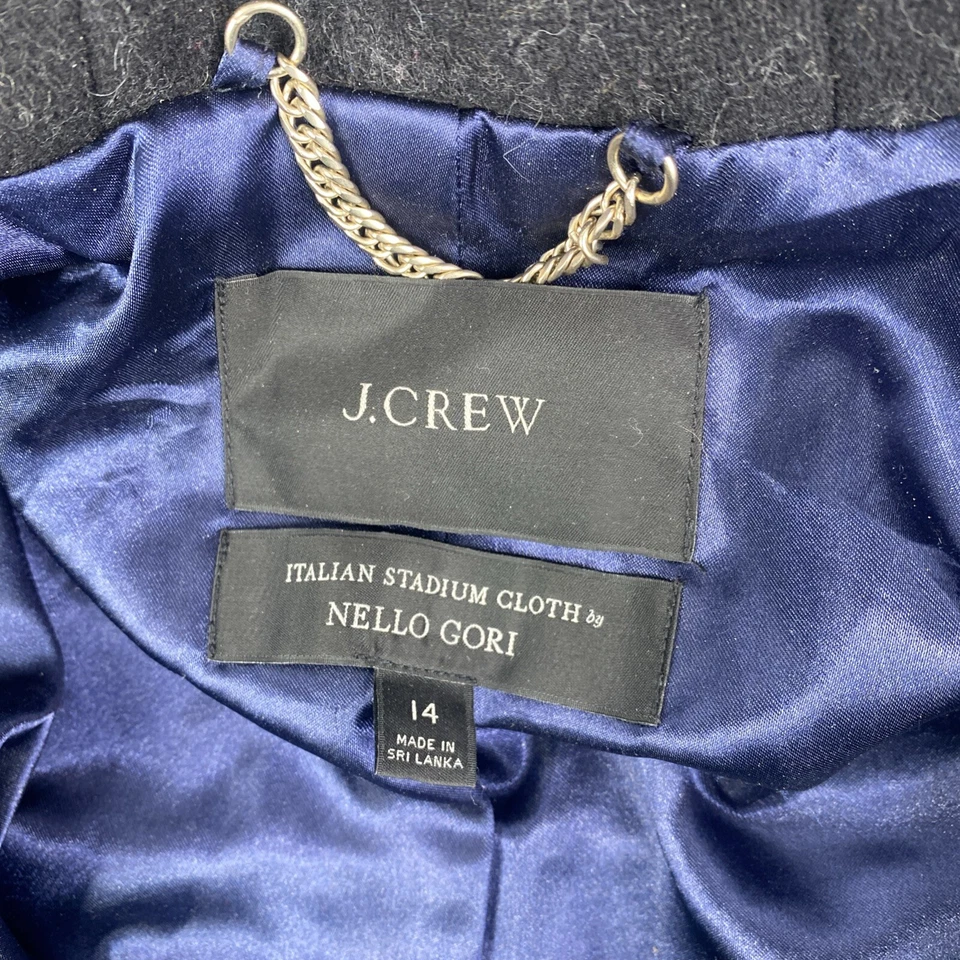 J.CREW
ITALIAN STADIUM CLOTH by
NELLO GORI
14
MADE IN
SRI LANKA